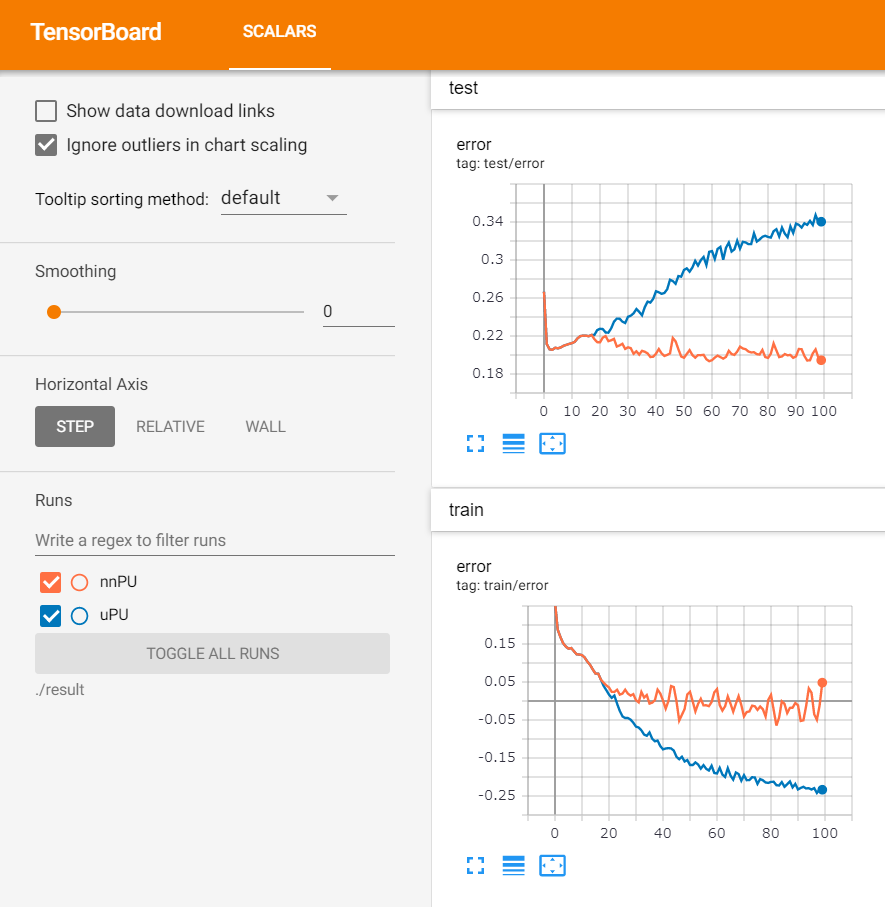 TensorBoard
SCALARS
Show data download links
Ignore outliers in chart scaling
Tooltip sorting method: default
Smoothing
0
Horizontal Axis
STEP RELATIVE WALL
Runs
Write a regex to filter runs
nnPU
uPU
TOGGLE ALL RUNS
./result
test
error
tag: test/error
0.34
0.3
0.26
0.22
0.18
0 10 20 30 40 50 60 70 80 90 100
train
error
tag: train/error
0.15
0.05
-0.05
-0.15
-0.25
0 20 40 60 80 100